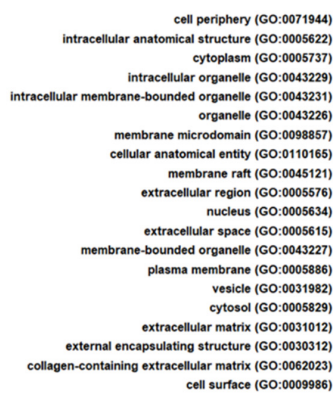 cell periphery (GO:0071944)
intracellular anatomical structure (GO:0005622)
cytoplasm (GO:0005737)
intracellular organelle (GO:0043229)
intracellular membrane-bounded organelle (GO:0043231)
organelle (GO:0043226)
membrane microdomain (GO:0098857)
cellular anatomical entity (GO:0110165)
membrane raft (GO:0045121)
extracellular region (GO:0005576)
nucleus (GO:0005634)
extracellular space (GO:0005615)
membrane-bounded organelle (GO:0043227)
plasma membrane (GO:0005886)
vesicle (GO:0031982)
cytosol (GO:0005829)
extracellular matrix (GO:0031012)
external encapsulating structure (GO:0030312)
collagen-containing extracellular matrix (GO:0062023)
cell surface (GO:0009986)